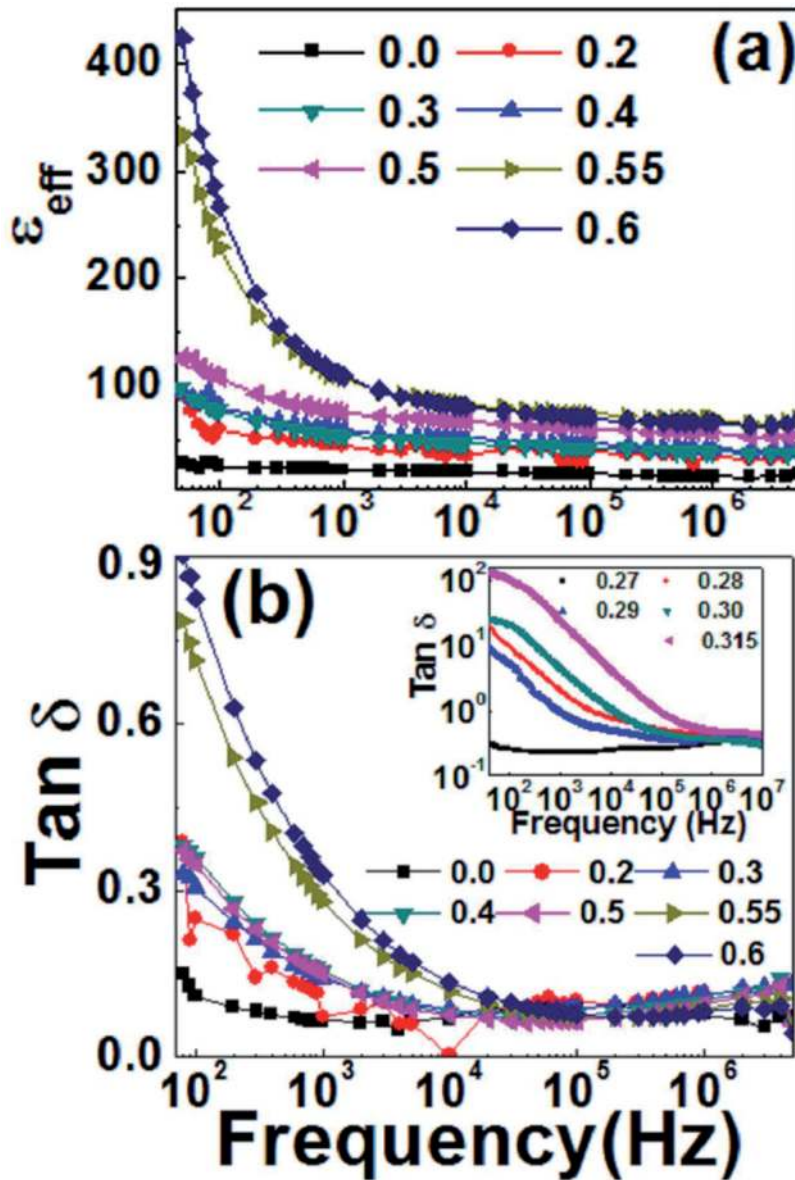 (a)
0.0 0.2
0.3 0.4
0.5 0.55
0.6
ε_eff
400
300
200
100
10² 10³ 10⁴ 10⁵ 10⁶
(b)
0.9
0.6
0.3
0.0
Tan δ
10² 10³ 10⁴ 10⁵ 10⁶
Frequency(Hz)
0.0 0.2 0.3
0.4 0.5 0.55
0.6
0.27 0.28
0.29 0.30
0.315
Tan δ
10²
10¹
10⁰
10⁻¹
10² 10³ 10⁴ 10⁵ 10⁶ 10⁷
Frequency (Hz)